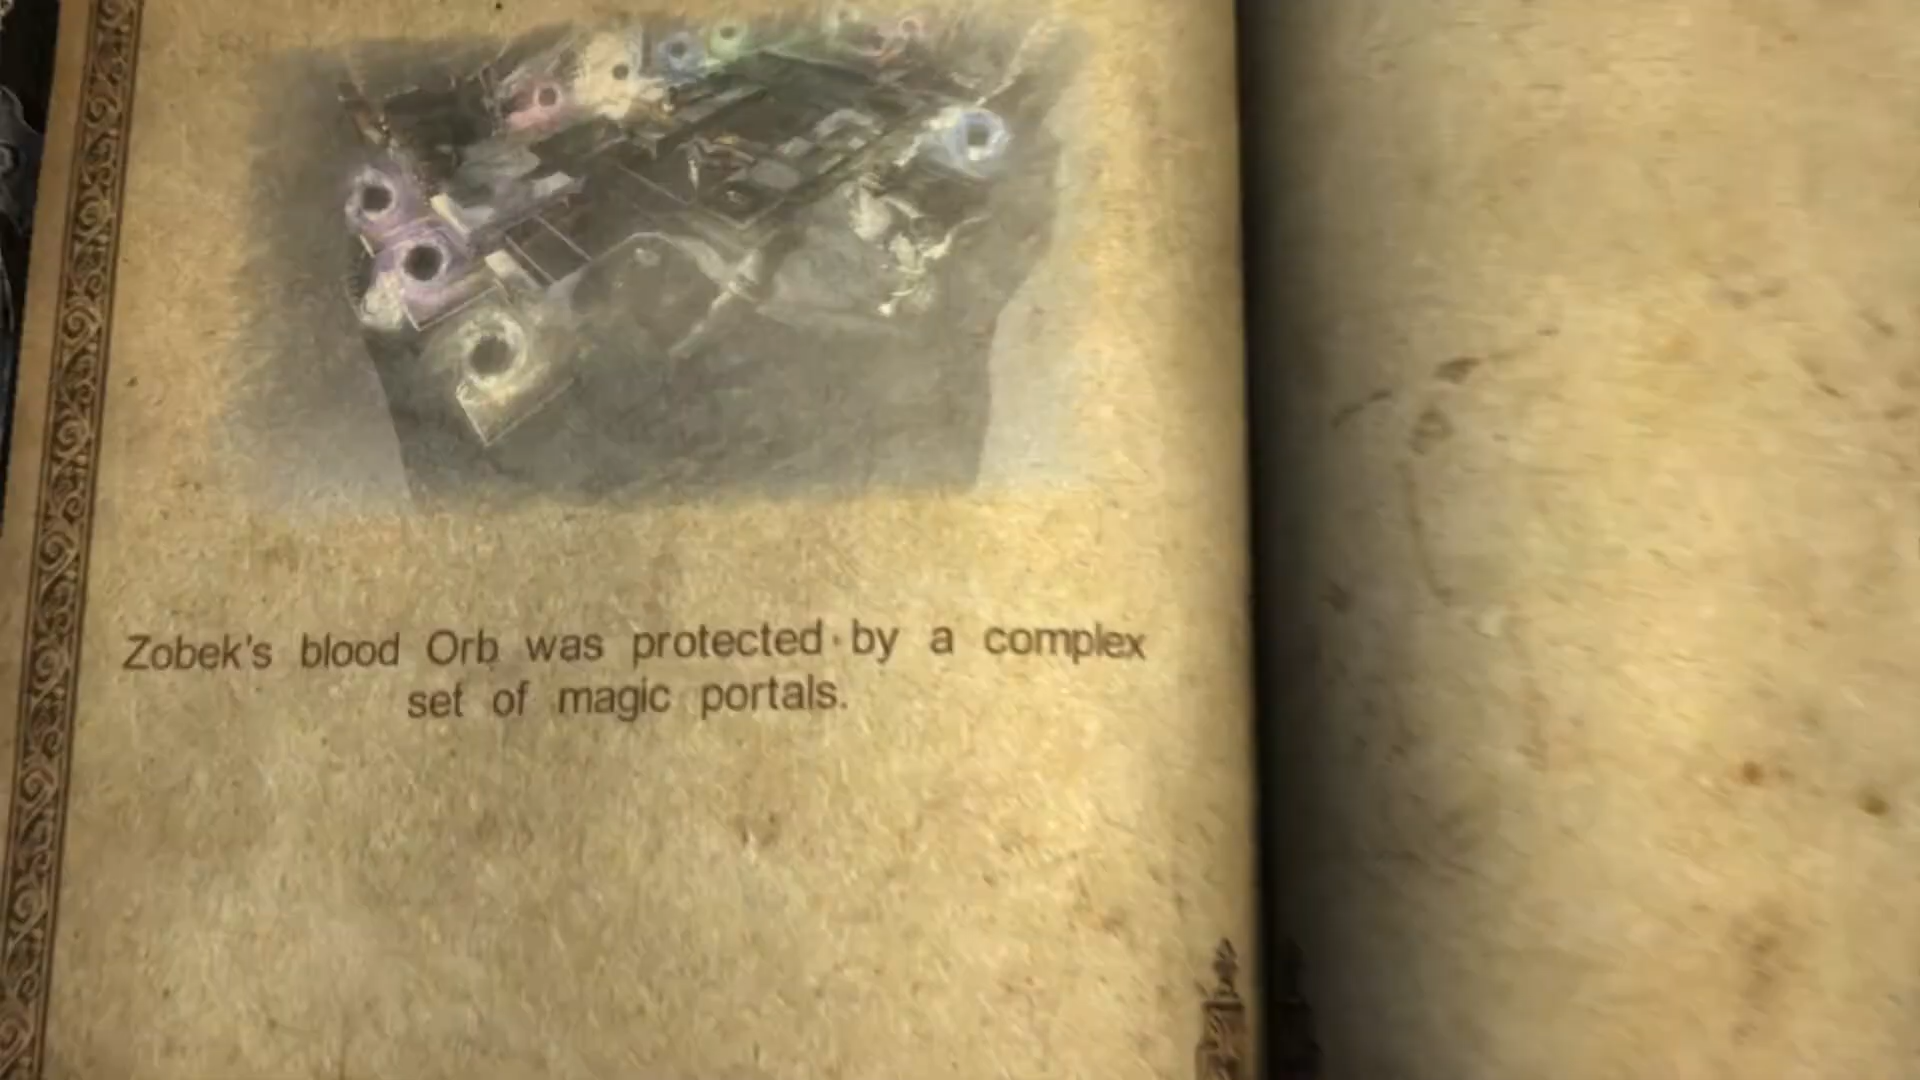 Zobek's blood Orb was protected by a complex
set of magic portals.